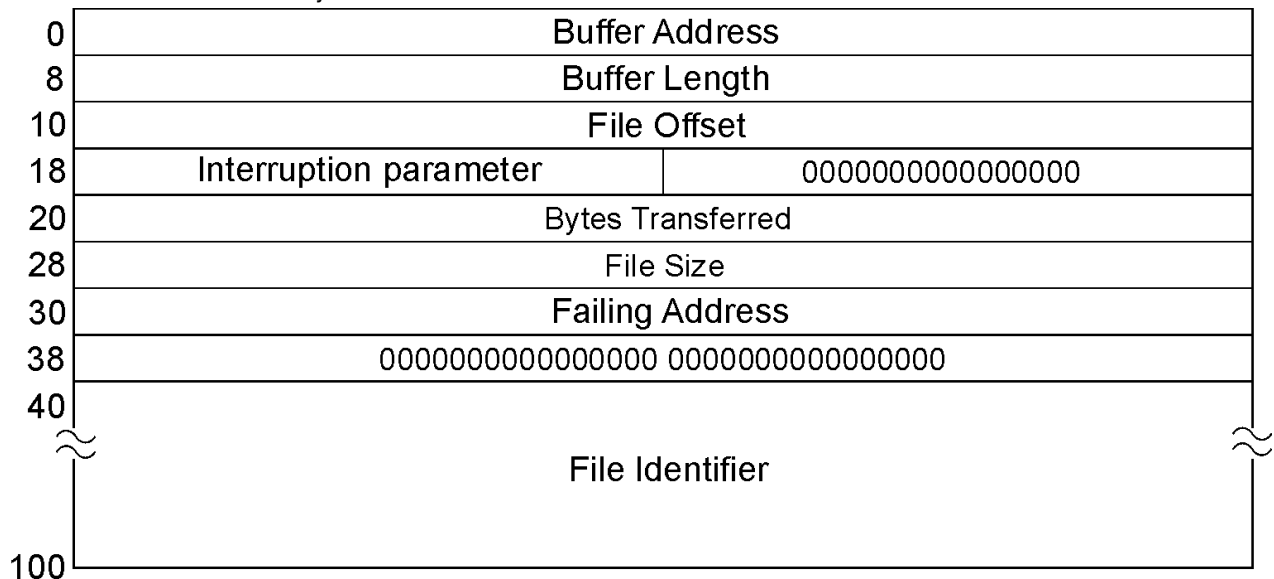 0 Buffer Address
8 Buffer Length
10 File Offset
18 Interruption parameter 0000000000000000
20 Bytes Transferred
28 File Size
30 Failing Address
38 0000000000000000 0000000000000000
40
File Identifier
100